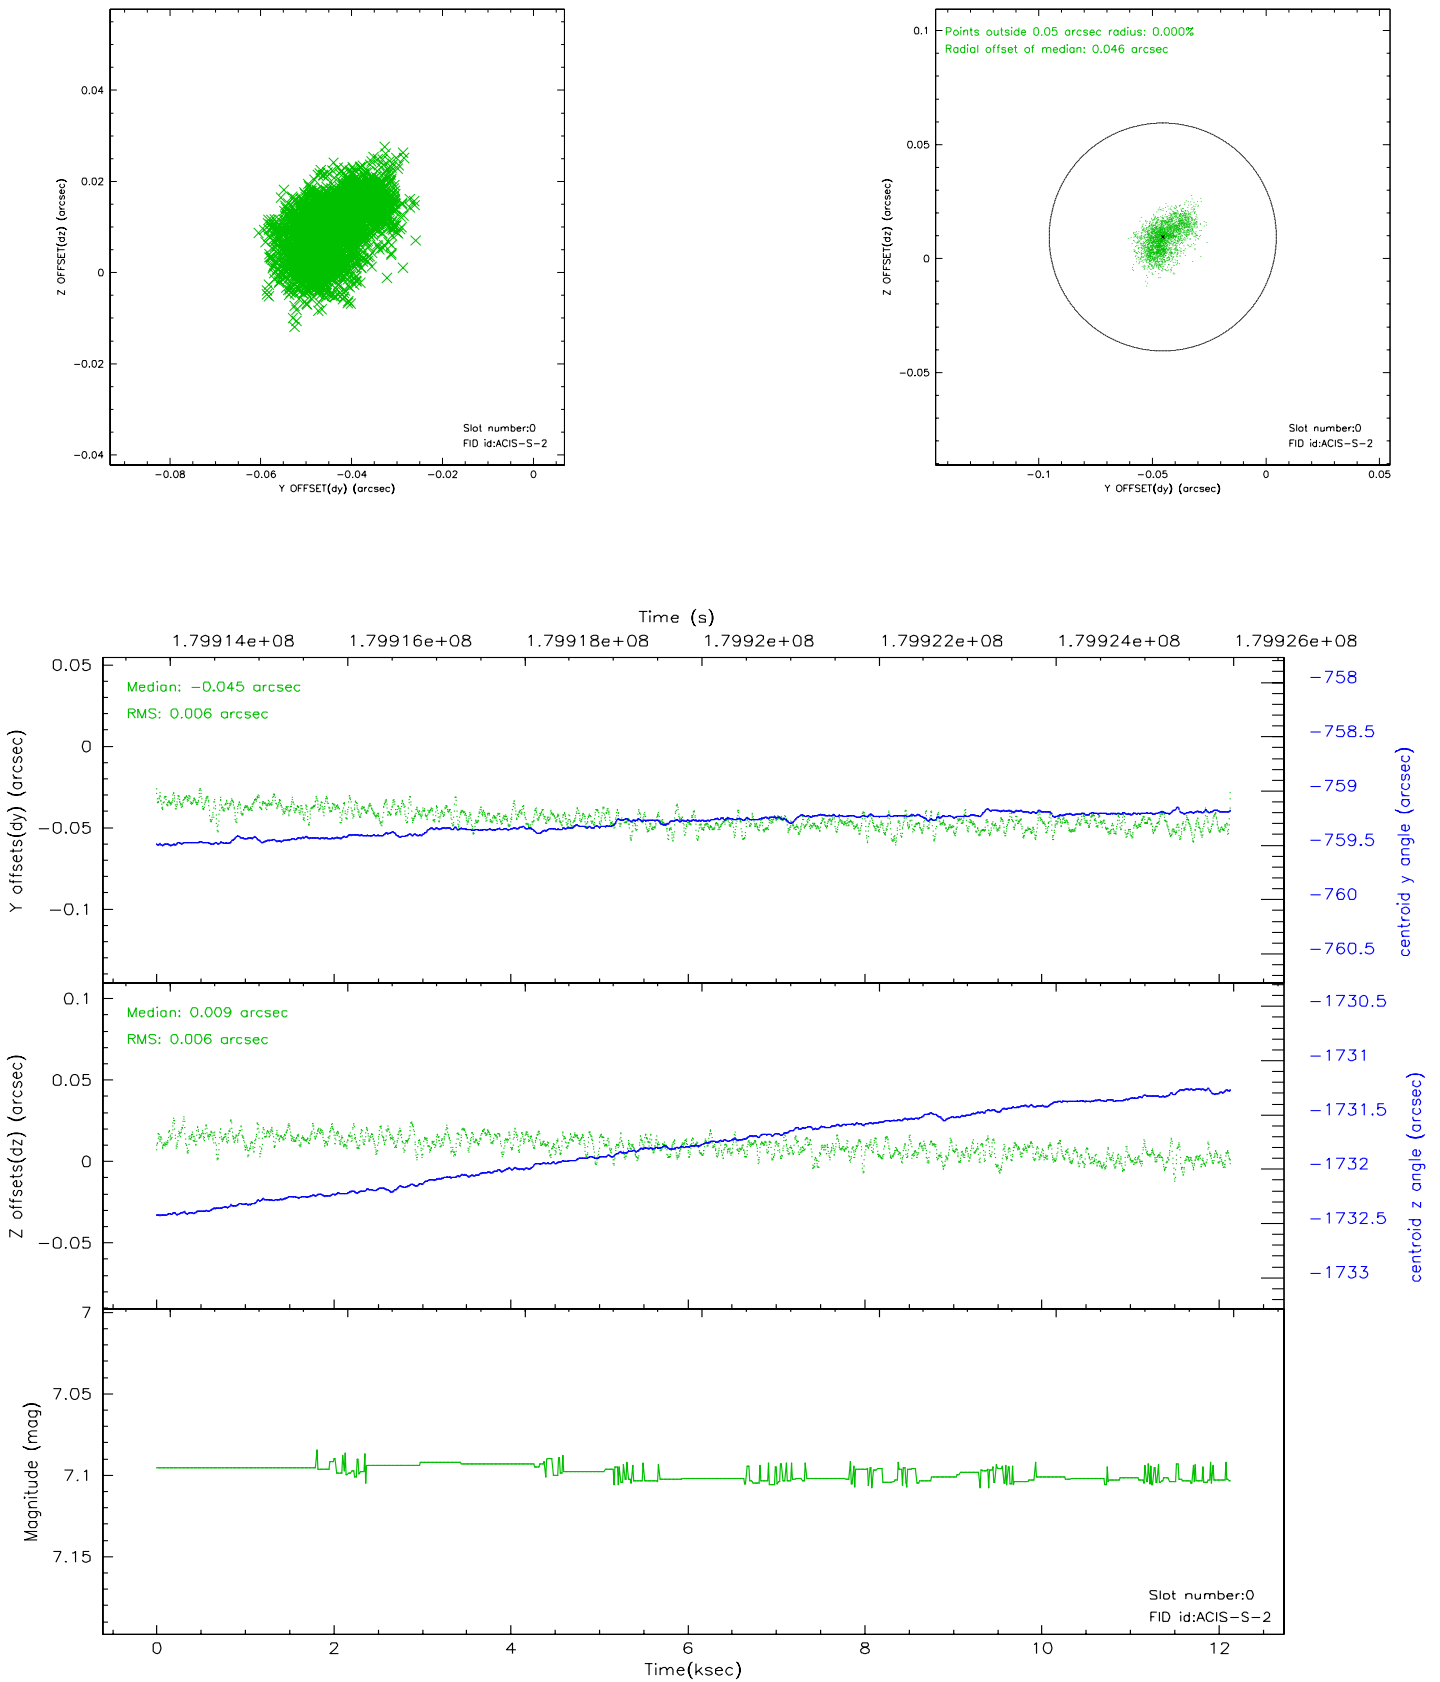 0.04
0.02
0
−0.02
−0.04
Z OFFSET(dz) (arcsec)
Slot number:0
FID id:ACIS−S−2
−0.08 −0.06 −0.04 −0.02 0
Y OFFSET(dy) (arcsec)
Points outside 0.05 arcsec radius: 0.000%
Radial offset of median: 0.046 arcsec
0.1
0.05
0
−0.05
Z OFFSET(dz) (arcsec)
Slot number:0
FID id:ACIS−S−2
−0.1 −0.05 0 0.05
Y OFFSET(dy) (arcsec)
Time (s)
1.79914e+08 1.79916e+08 1.79918e+08 1.7992e+08 1.79922e+08 1.79924e+08 1.79926e+08
Median: −0.045 arcsec
RMS: 0.006 arcsec
0.05
0
−0.05
−0.1
Y offsets(dy) (arcsec)
−758
−758.5
−759
−759.5
−760
−760.5
centroid y angle (arcsec)
Median: 0.009 arcsec
RMS: 0.006 arcsec
0.1
0.05
0
−0.05
Z offsets(dz) (arcsec)
−1730.5
−1731
−1731.5
−1732
−1732.5
−1733
centroid z angle (arcsec)
7
7.05
7.1
7.15
Magnitude (mag)
Slot number:0
FID id:ACIS−S−2
0 2 4 6 8 10 12
Time(ksec)